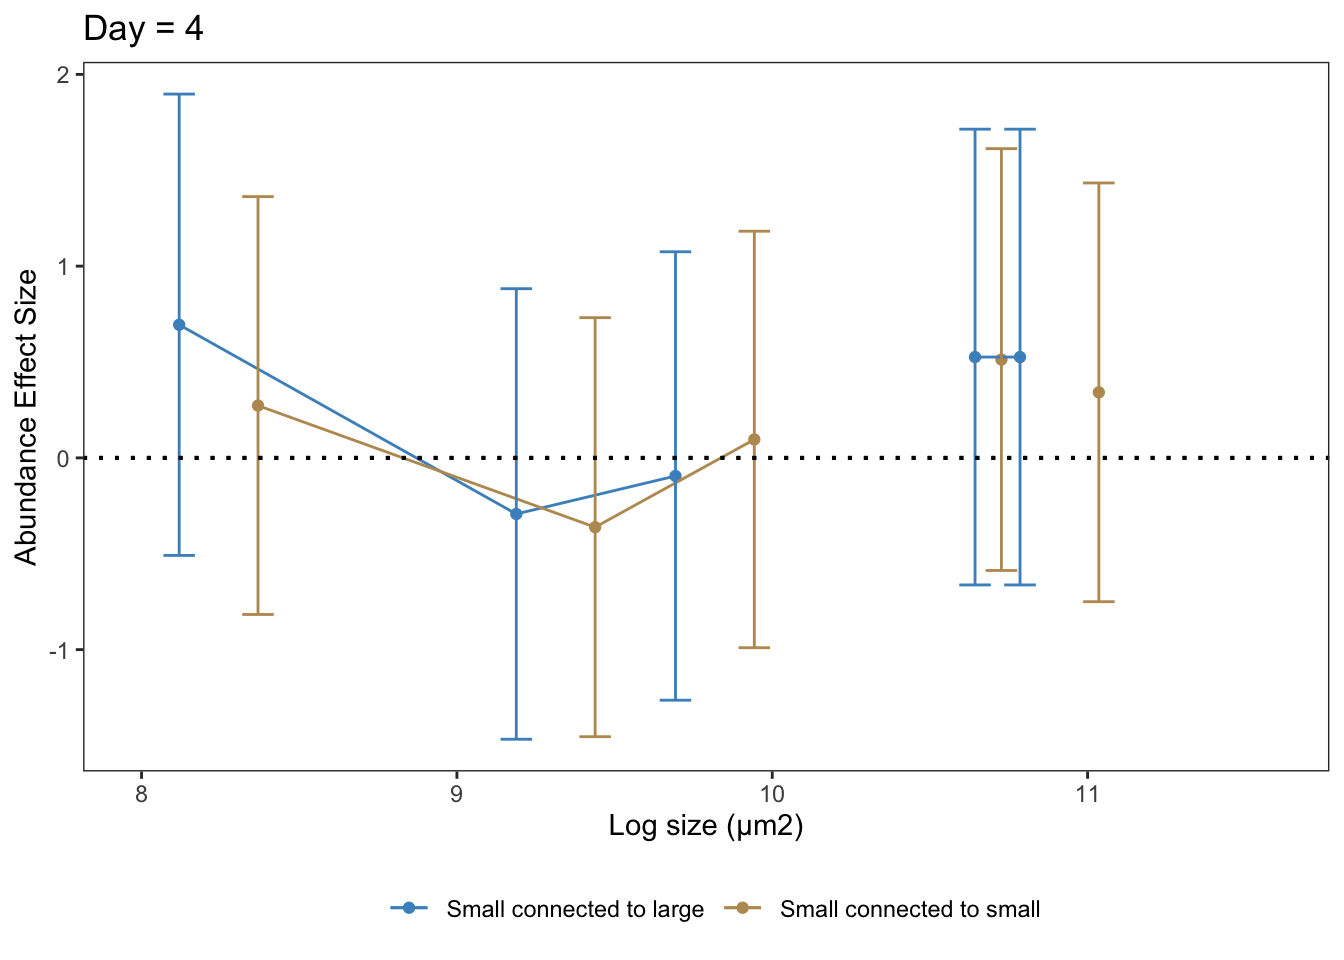 Day = 4
2
1
0
-1
Abundance Effect Size
8 9 10 11
Log size (µm2)
Small connected to large Small connected to small